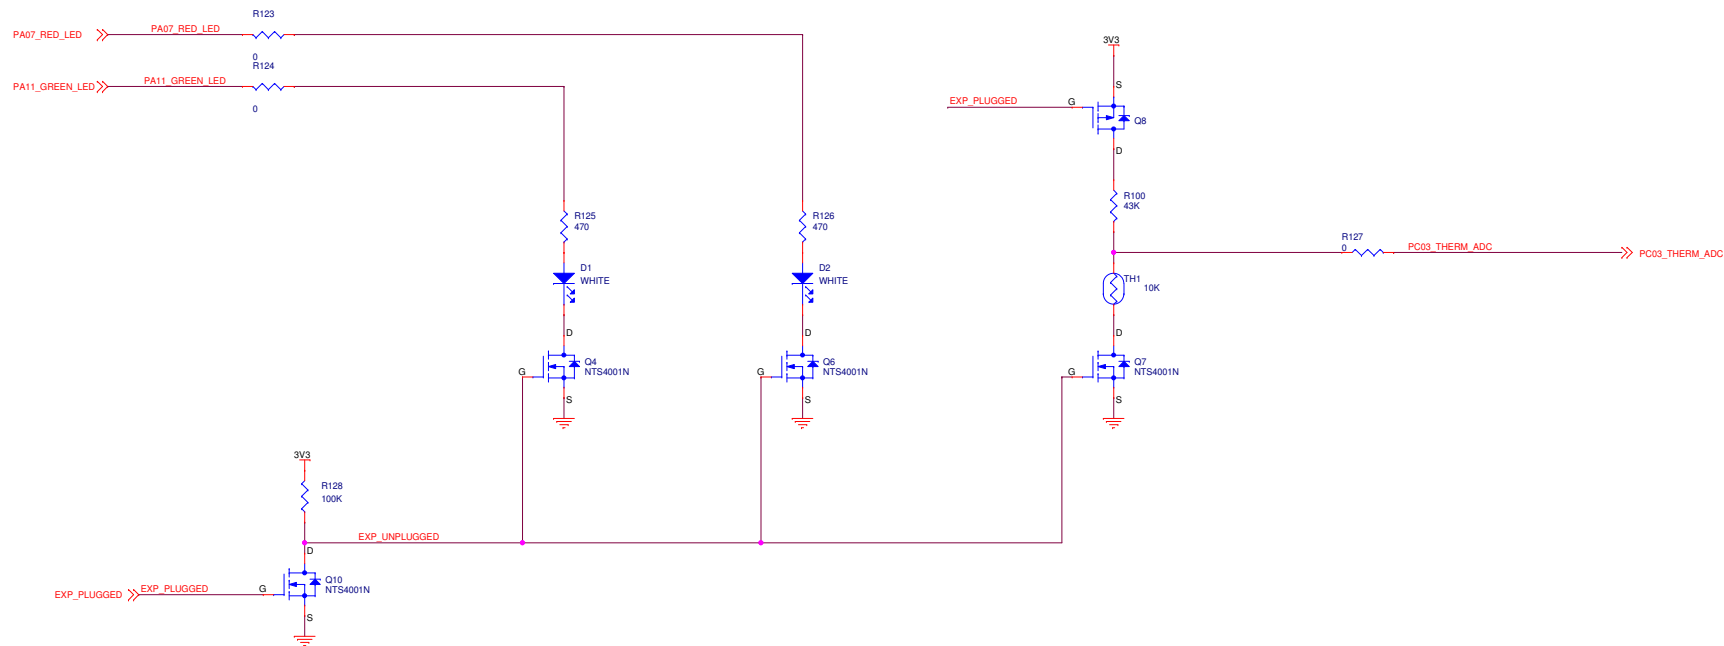 R123
PA07_RED_LED
PA07_RED_LED
0
R124
PA11_GREEN_LED
PA11_GREEN_LED
0
3V3
S
EXP_PLUGGED
G
Q8
D
R100
43K
R125
470
R126
470
R127
0
PC03_THERM_ADC
PC03_THERM_ADC
D1
WHITE
D2
WHITE
TH1
10K
D
D
D
G
Q4
NTS4001N
G
Q6
NTS4001N
G
Q7
NTS4001N
S
S
S
3V3
R128
100K
EXP_UNPLUGGED
D
EXP_PLUGGED
EXP_PLUGGED
G
Q10
NTS4001N
S